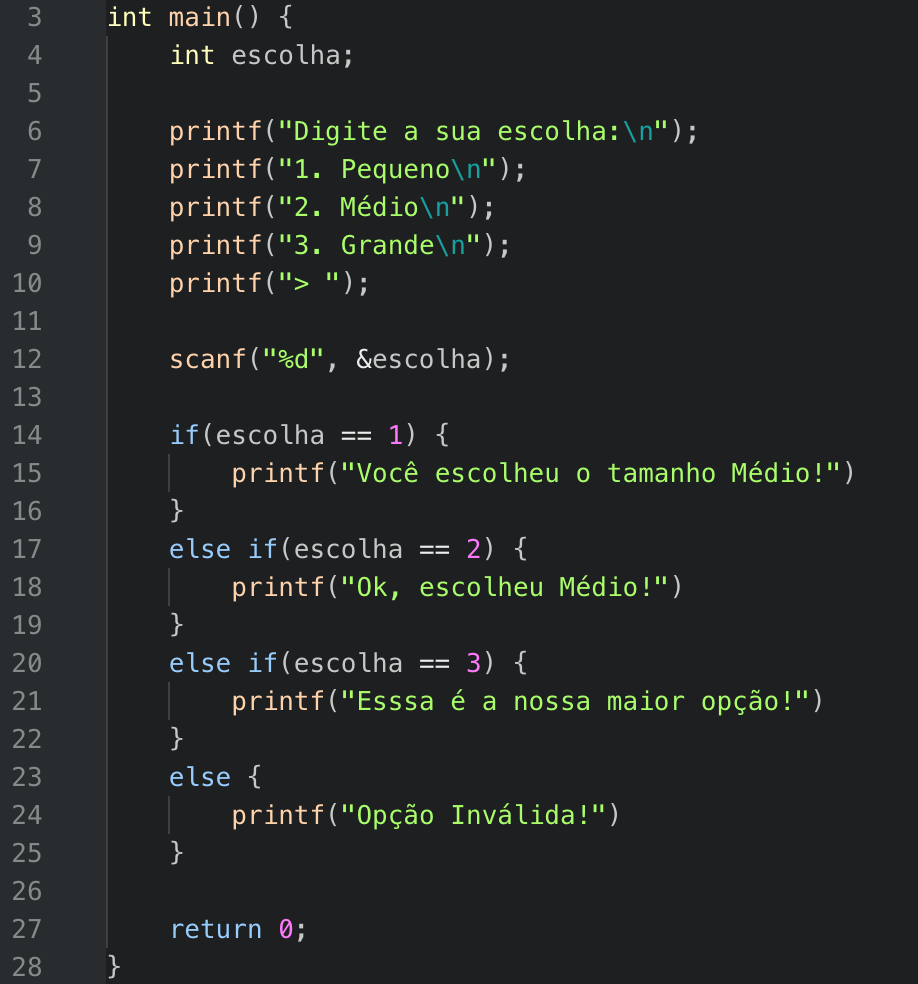 3 int main() {
4     int escolha;
5
6     printf("Digite a sua escolha:\n");
7     printf("1. Pequeno\n");
8     printf("2. Médio\n");
9     printf("3. Grande\n");
10     printf("> ");
11
12     scanf("%d", &escolha);
13
14     if(escolha == 1) {
15         printf("Você escolheu o tamanho Médio!")
16     }
17     else if(escolha == 2) {
18         printf("Ok, escolheu Médio!")
19     }
20     else if(escolha == 3) {
21         printf("Esssa é a nossa maior opção!")
22     }
23     else {
24         printf("Opção Inválida!")
25     }
26
27     return 0;
28 }